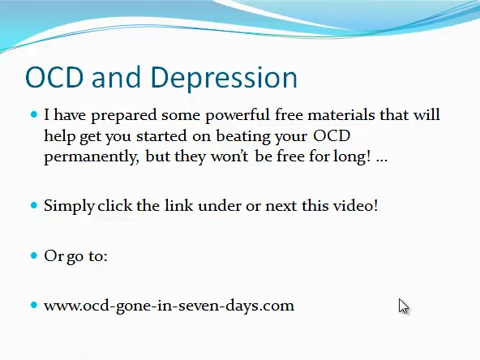 OCD and Depression
I have prepared some powerful free materials that will
help get you started on beating your OCD
permanently, but they won't be free for long! ...
Simply click the link under or next this video!
Or go to:
www.ocd-gone-in-seven-days.com